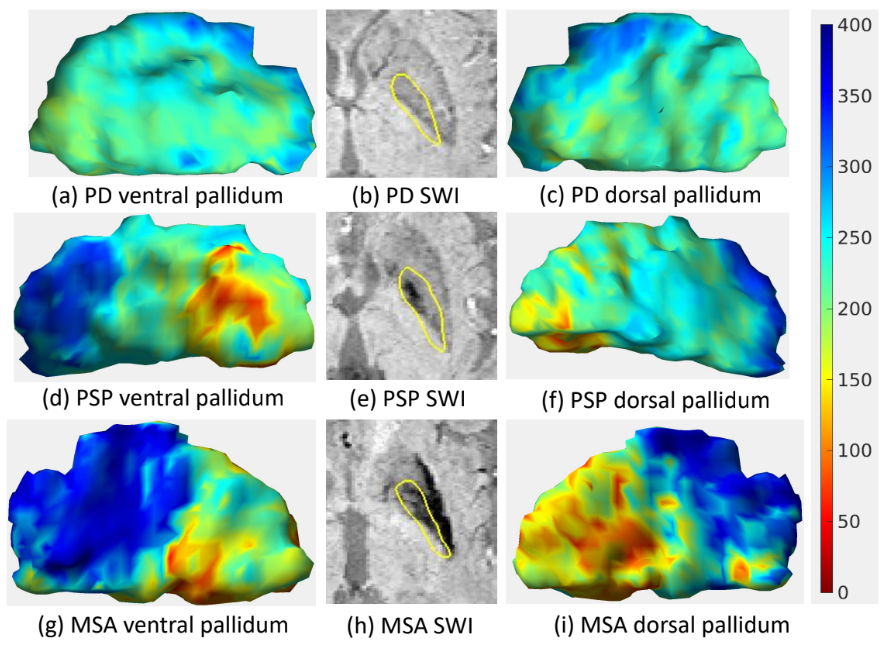 400
350
300
250
200
150
100
50
0
(a) PD ventral pallidum
(b) PD SWI
(c) PD dorsal pallidum
(d) PSP ventral pallidum
(e) PSP SWI
(f) PSP dorsal pallidum
(g) MSA ventral pallidum
(h) MSA SWI
(i) MSA dorsal pallidum